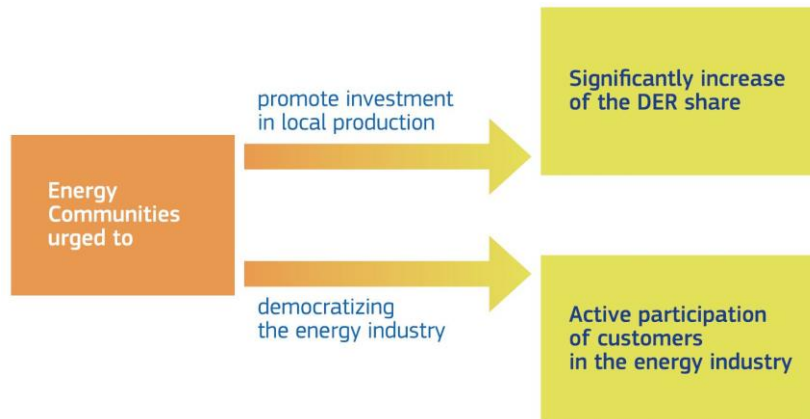 Energy
Communities
urged to
promote investment
in local production
Significantly increase
of the DER share
democratizing
the energy industry
Active participation
of customers
in the energy industry